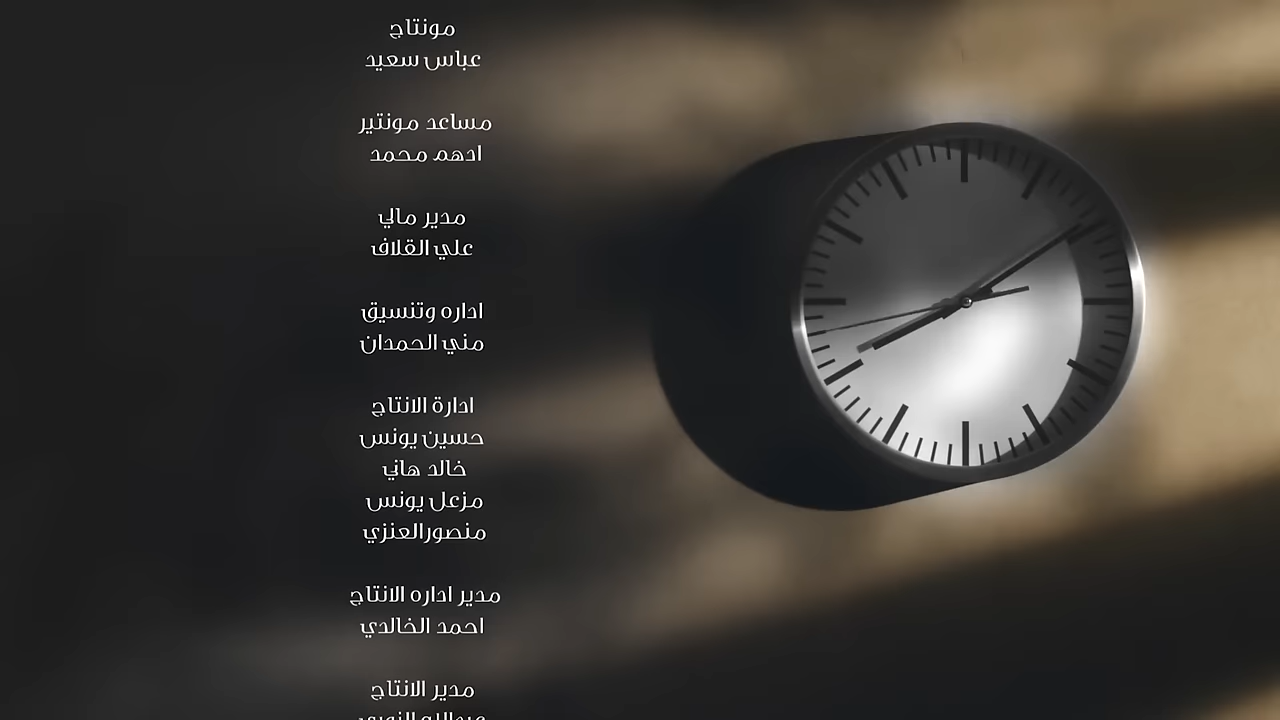 مونتاج
عباس سعيد
مساعد مونتير
ادهم محمد
مدير مالي
علي القلاف
اداره وتنسيق
مني الحمدان
ادارة الانتاج
حسين يونس
خالد هاني
مزعل يونس
منصورالعنزي
مدير اداره الانتاج
احمد الخالدي
مدير الانتاج